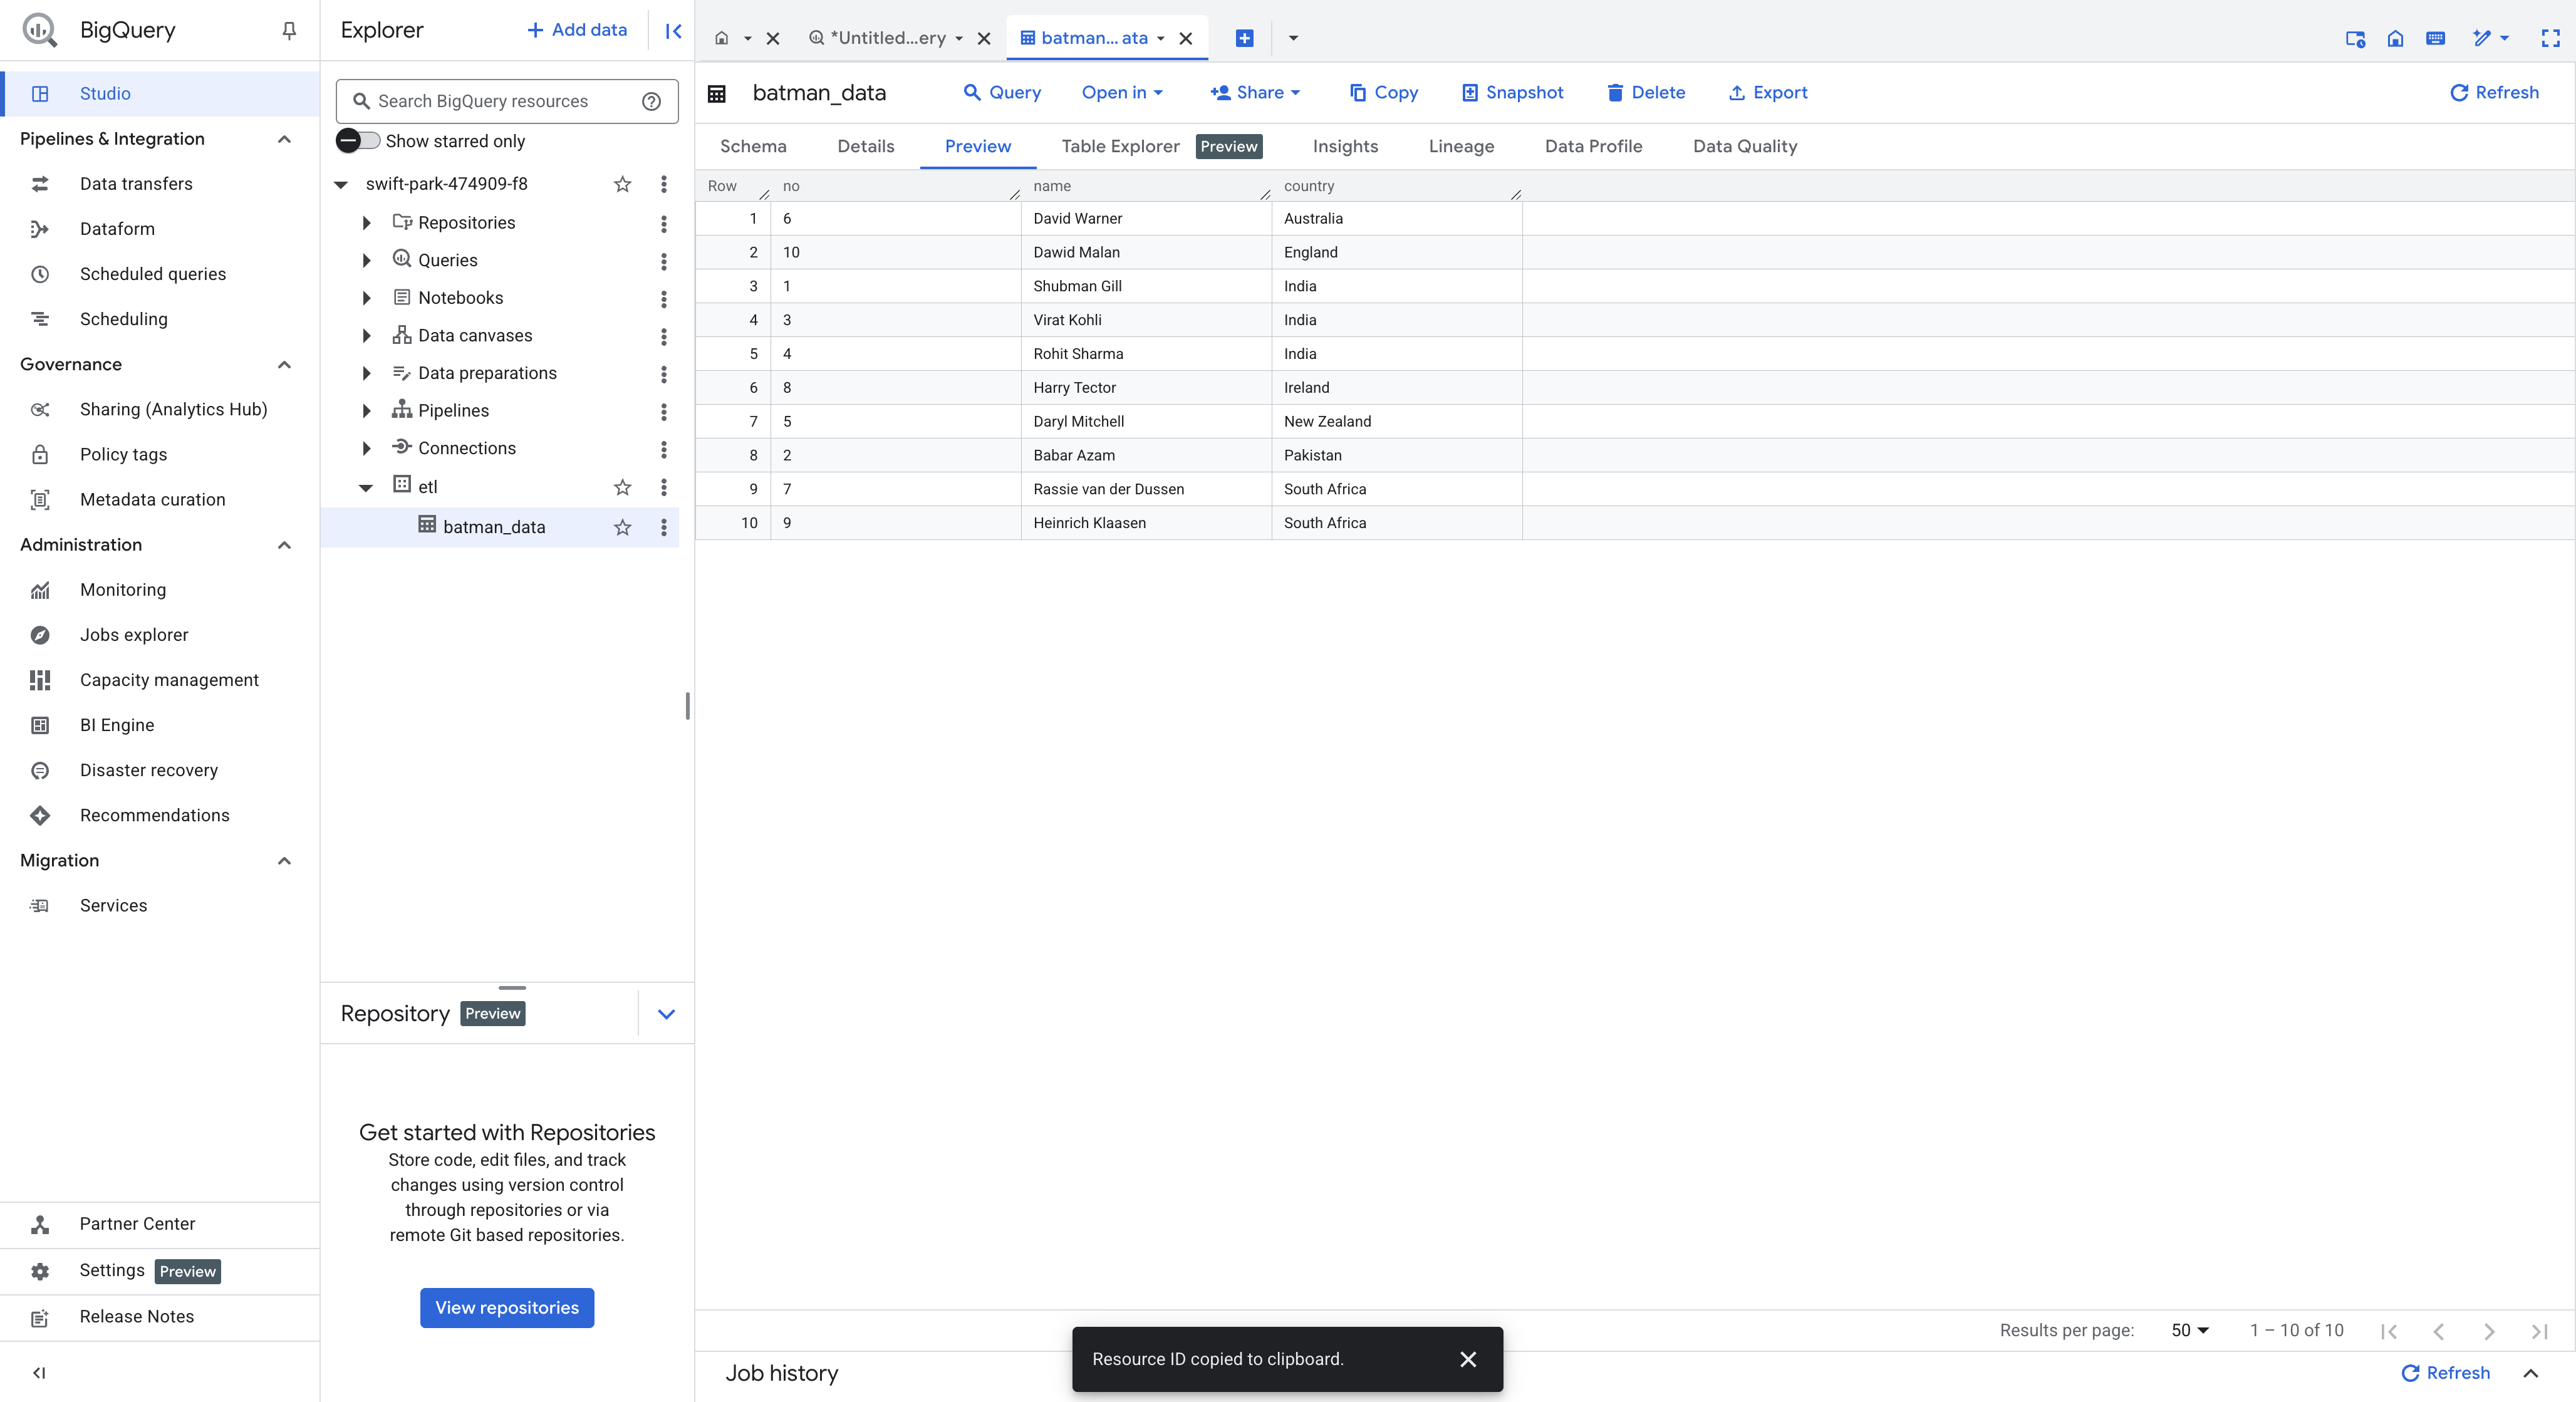 BigQuery
Studio
Pipelines & Integration
Data transfers
Dataform
Scheduled queries
Scheduling
Governance
Sharing (Analytics Hub)
Policy tags
Metadata curation
Administration
Monitoring
Jobs explorer
Capacity management
BI Engine
Disaster recovery
Recommendations
Migration
Services
Partner Center
Settings Preview
Release Notes
Explorer
Add data
Search BigQuery resources
Show starred only
swift-park-474909-f8
Repositories
Queries
Notebooks
Data canvases
Data preparations
Pipelines
Connections
etl
batman_data
Repository Preview
Get started with Repositories
Store code, edit files, and track
changes using version control
through repositories or via
remote Git based repositories.
View repositories
*Untitled...ery batman... ata
batman_data Query Open in Share Copy Snapshot Delete Export Refresh
Schema Details Preview Table Explorer Preview Insights Lineage Data Profile Data Quality
Row no name country
1 6 David Warner Australia
2 10 Dawid Malan England
3 1 Shubman Gill India
4 3 Virat Kohli India
5 4 Rohit Sharma India
6 8 Harry Tector Ireland
7 5 Daryl Mitchell New Zealand
8 2 Babar Azam Pakistan
9 7 Rassie van der Dussen South Africa
10 9 Heinrich Klaasen South Africa
Results per page: 50 1 – 10 of 10
Job history Refresh
Resource ID copied to clipboard.